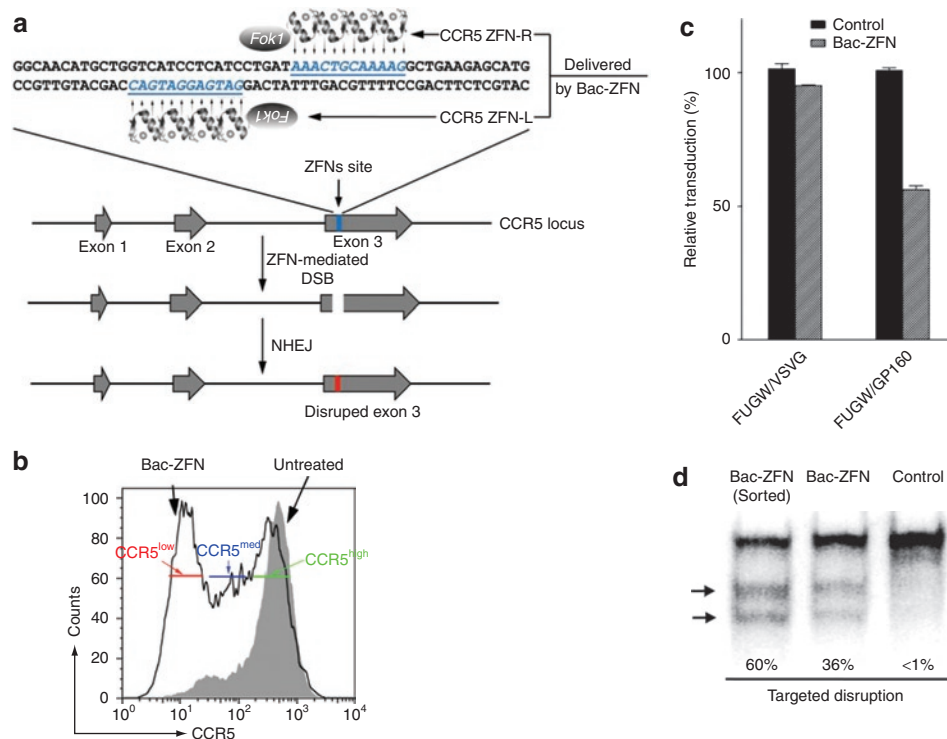 a
Fok1
CCR5 ZFN-R
GGCAACATGCTGGTCATCCTCATCCTGATAAACTGCAAAAGGCTGAAGAGCATG
CCGTTGTACGACCAGTAGGAGTAGGACTATTTGACGTTTTCCGACTTCTCGTAC
Delivered
by Bac-ZFN
Fok1
CCR5 ZFN-L
ZFNs site
CCR5 locus
Exon 1
Exon 2
Exon 3
ZFN-mediated
DSB
NHEJ
Disruped exon 3
b
Bac-ZFN
Untreated
CCR5low
CCR5med
CCR5high
100
80
60
40
20
0
Counts
10⁰
10¹
10²
10³
10⁴
CCR5
c
Control
Bac-ZFN
100
50
0
Relative transduction (%)
FUGW/VSVG
FUGW/GP160
d
Bac-ZFN
(Sorted)
Bac-ZFN
Control
60%
36%
<1%
Targeted disruption